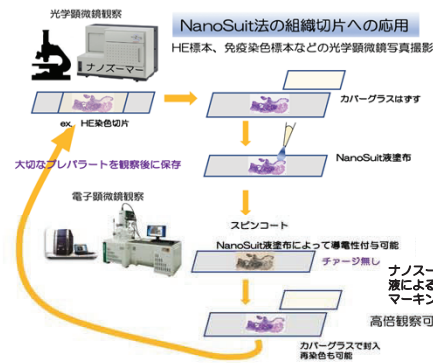 光学顕微鏡観察
NanoSuit法の組織切片への応用
HE標本、免疫染色標本などの光学顕微鏡写真撮影
ナノズーマー
カバーグラスはずす
ex. HE染色切片
NanoSuit液塗布
大切なプレパラートを観察後に保存
電子顕微鏡観察
スピンコート
NanoSuit液塗布によって導電性付与可能
チャージ無し
ナノズー
液による
マーキン
高倍観察可
カバーグラスで封入
再染色も可能